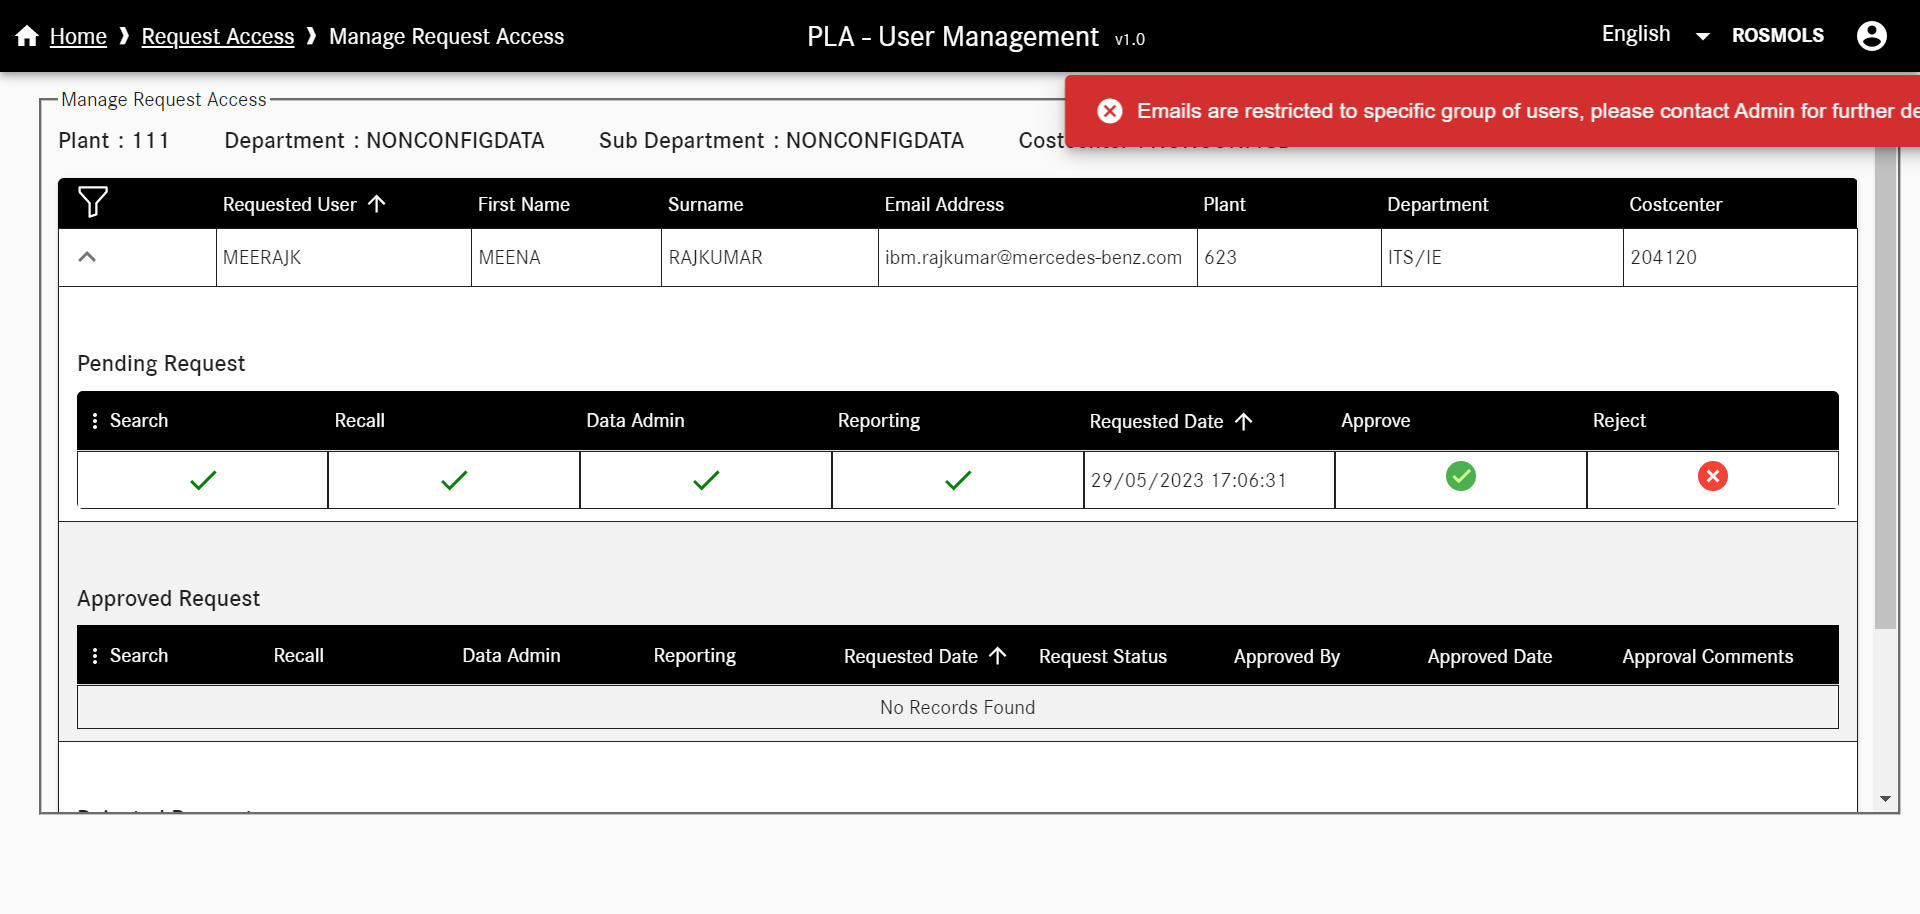 Home ❱ Request Access ❱ Manage Request Access
PLA - User Management v1.0
English
ROSMOLS
Emails are restricted to specific group of users, please contact Admin for further de
Manage Request Access
Plant : 111 Department : NONCONFIGDATA Sub Department : NONCONFIGDATA
Requested User First Name Surname Email Address Plant Department Costcenter
MEERAJK MEENA RAJKUMAR ibm.rajkumar@mercedes-benz.com 623 ITS/IE 204120
Pending Request
Search Recall Data Admin Reporting Requested Date Approve Reject
29/05/2023 17:06:31
Approved Request
Search Recall Data Admin Reporting Requested Date Request Status Approved By Approved Date Approval Comments
No Records Found